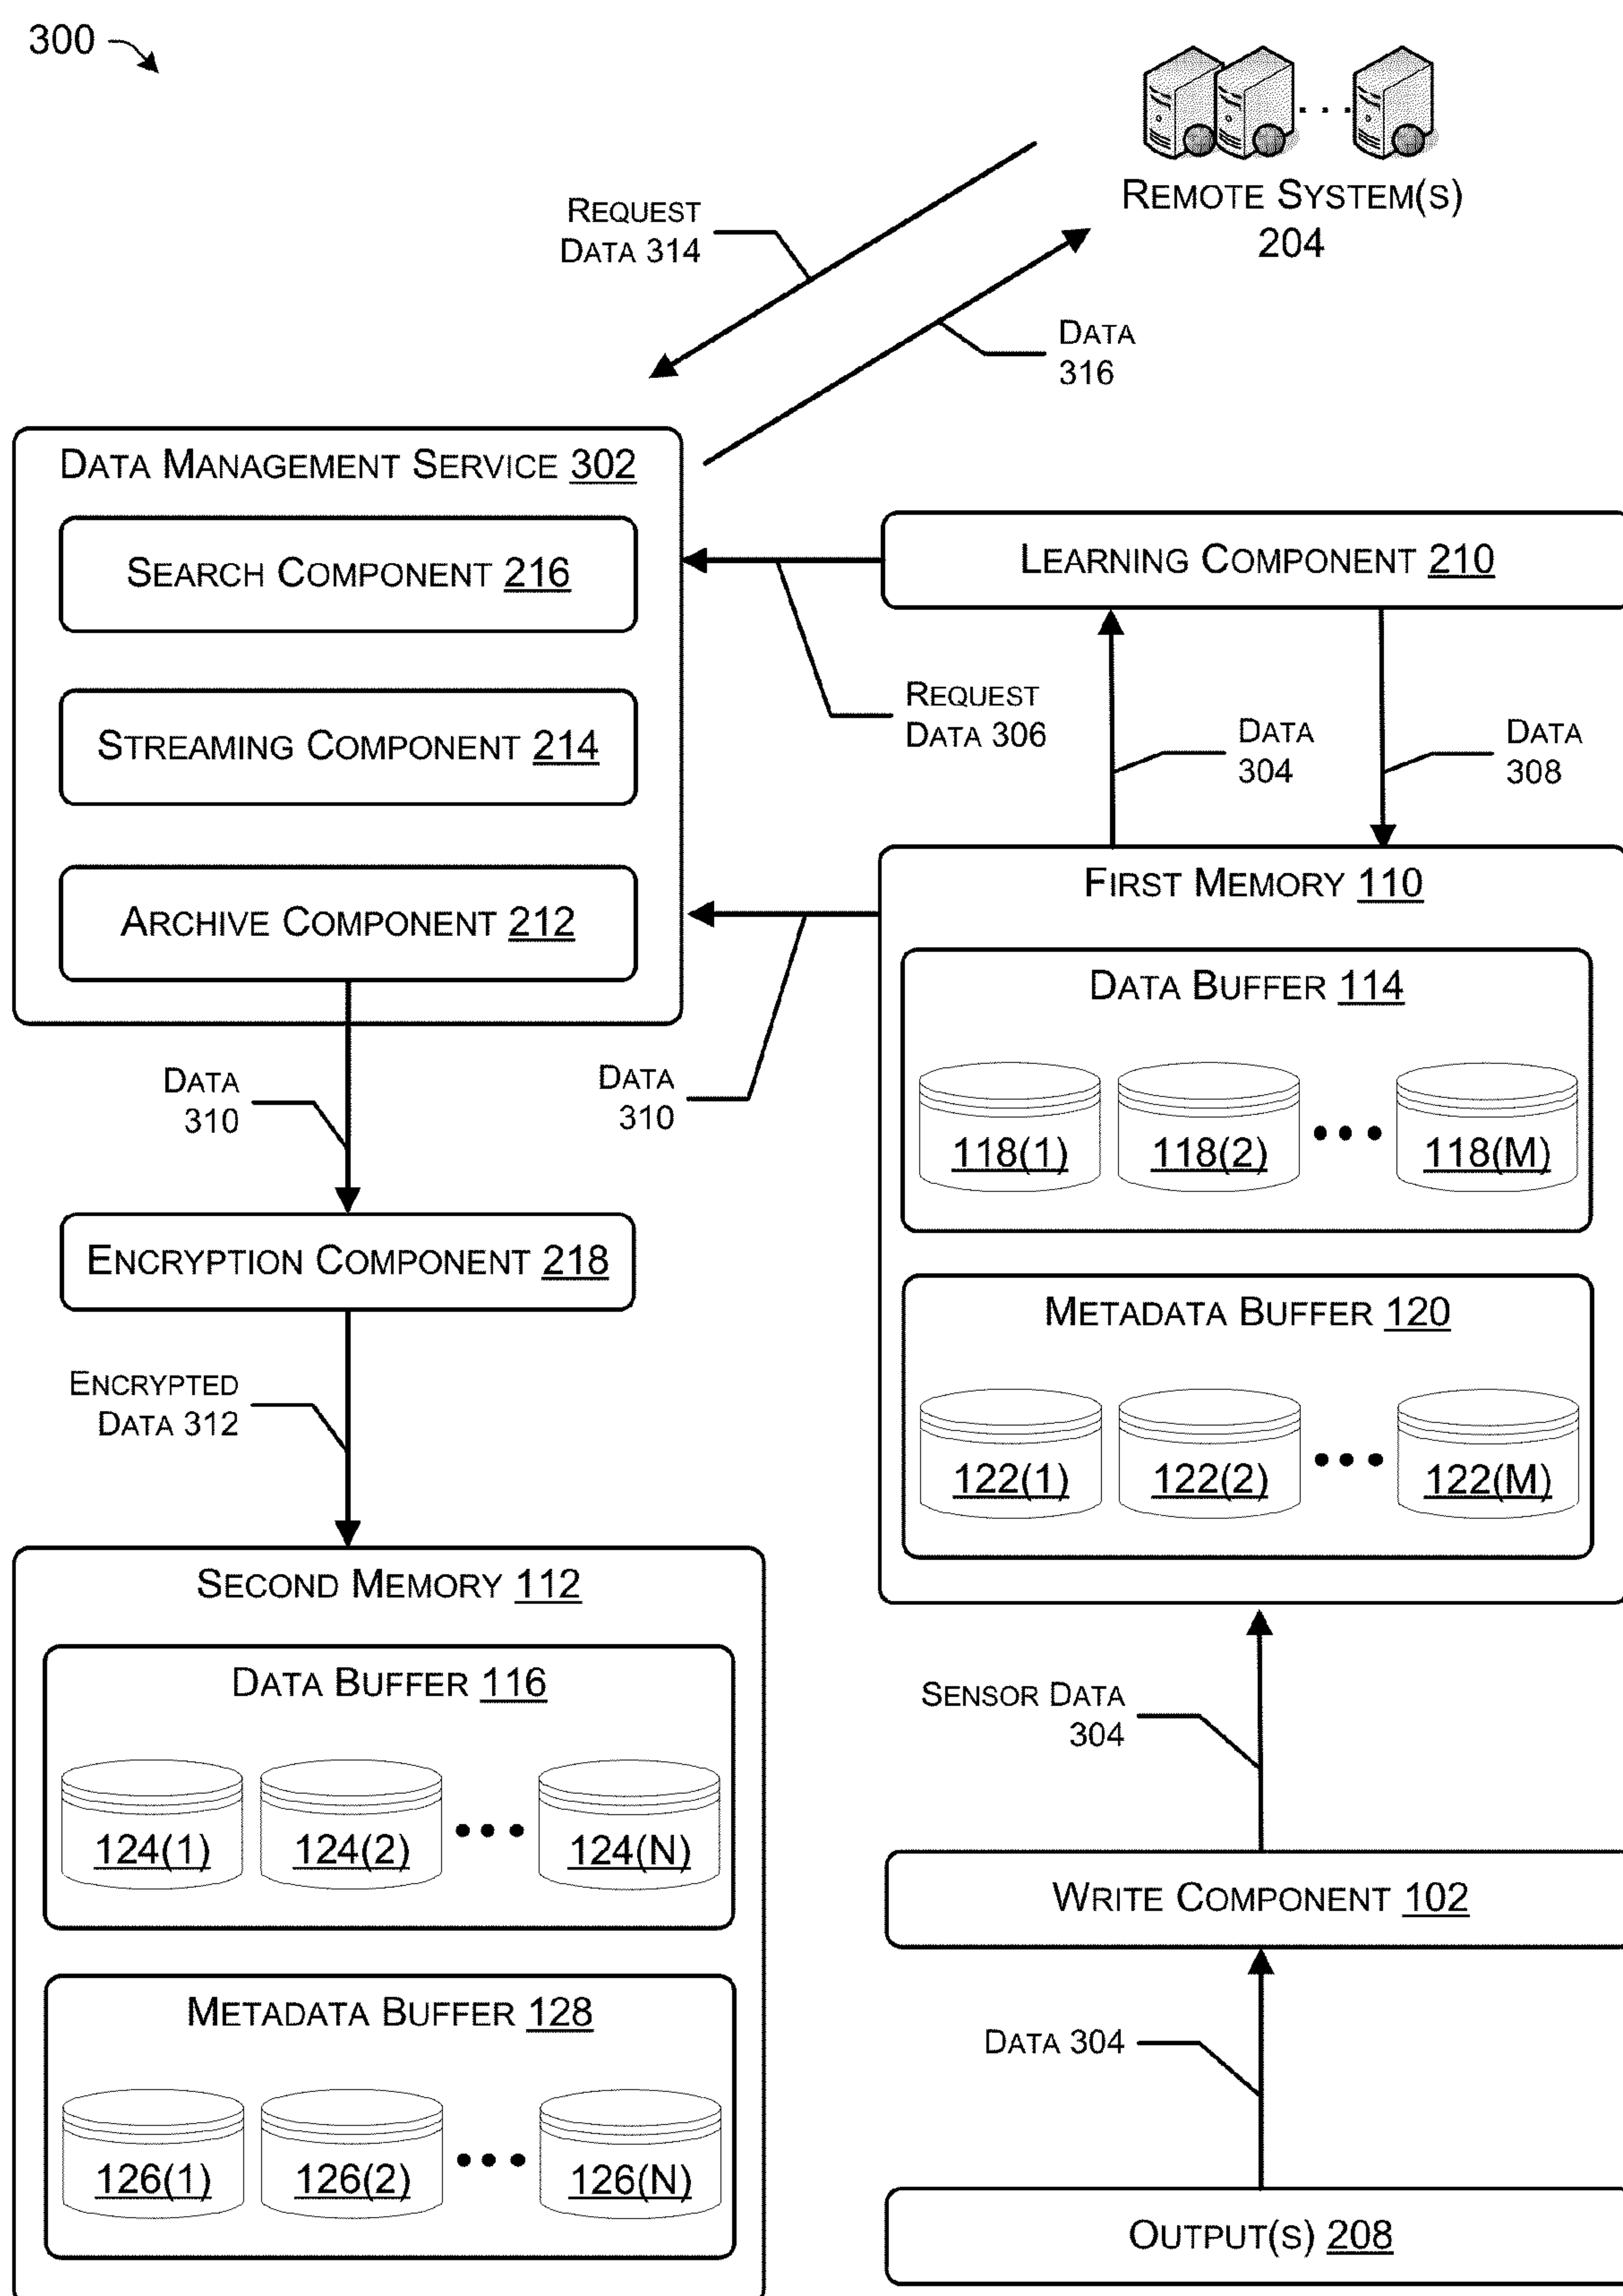 300
REMOTE SYSTEM(S)
204
REQUEST
DATA 314
DATA
316
DATA MANAGEMENT SERVICE 302
SEARCH COMPONENT 216
STREAMING COMPONENT 214
ARCHIVE COMPONENT 212
LEARNING COMPONENT 210
REQUEST
DATA 306
DATA
304
DATA
308
FIRST MEMORY 110
DATA BUFFER 114
118(1) 118(2) ••• 118(M)
METADATA BUFFER 120
122(1) 122(2) ••• 122(M)
DATA
310
DATA
310
ENCRYPTION COMPONENT 218
ENCRYPTED
DATA 312
SECOND MEMORY 112
DATA BUFFER 116
124(1) 124(2) ••• 124(N)
METADATA BUFFER 128
126(1) 126(2) ••• 126(N)
SENSOR DATA
304
WRITE COMPONENT 102
DATA 304
OUTPUT(S) 208